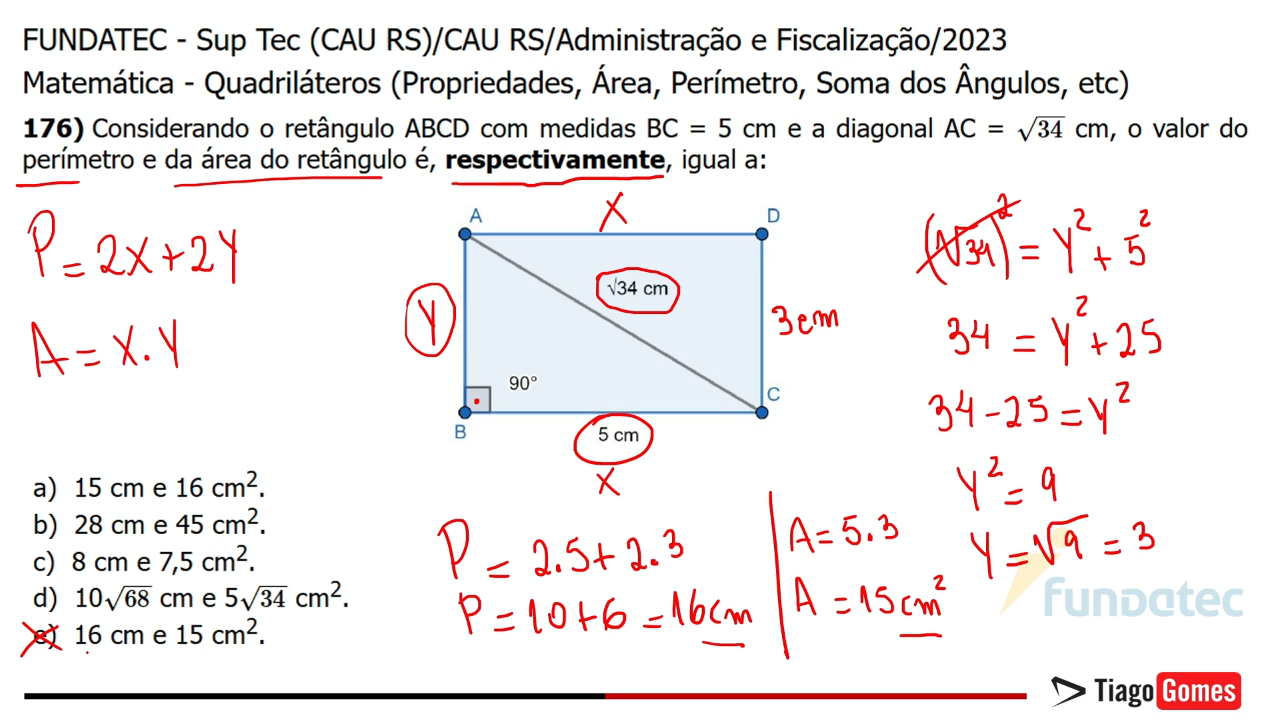 FUNDATEC - Sup Tec (CAU RS)/CAU RS/Administração e Fiscalização/2023
Matemática - Quadriláteros (Propriedades, Área, Perímetro, Soma dos Ângulos, etc)
176) Considerando o retângulo ABCD com medidas BC = 5 cm e a diagonal AC = √34 cm, o valor do
perímetro e da área do retângulo é, respectivamente, igual a:
P = 2x + 2Y
A = x . Y
A
x
D
√34 cm
Y
3cm
90°
B
C
5 cm
x
(√34)² = Y² + 5²
34 = Y² + 25
34 - 25 = Y²
Y² = 9
Y = √9 = 3
a) 15 cm e 16 cm².
b) 28 cm e 45 cm².
c) 8 cm e 7,5 cm².
d) 10√68 cm e 5√34 cm².
e) 16 cm e 15 cm².
P = 2.5 + 2.3
P = 10 + 6 = 16cm
A = 5.3
A = 15cm²
fundatec
Tiago Gomes